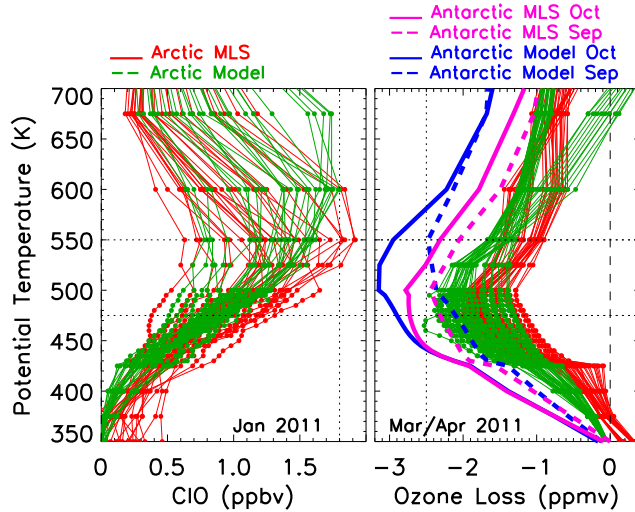 Antarctic MLS Oct
Antarctic MLS Sep
Arctic MLS
Antarctic Model Oct
Arctic Model
Antarctic Model Sep
700
650
600
550
500
450
400
350
Potential Temperature (K)
Jan 2011
Mar/Apr 2011
0 0.5 1.0 1.5
−3 −2 −1 0
ClO (ppbv)
Ozone Loss (ppmv)